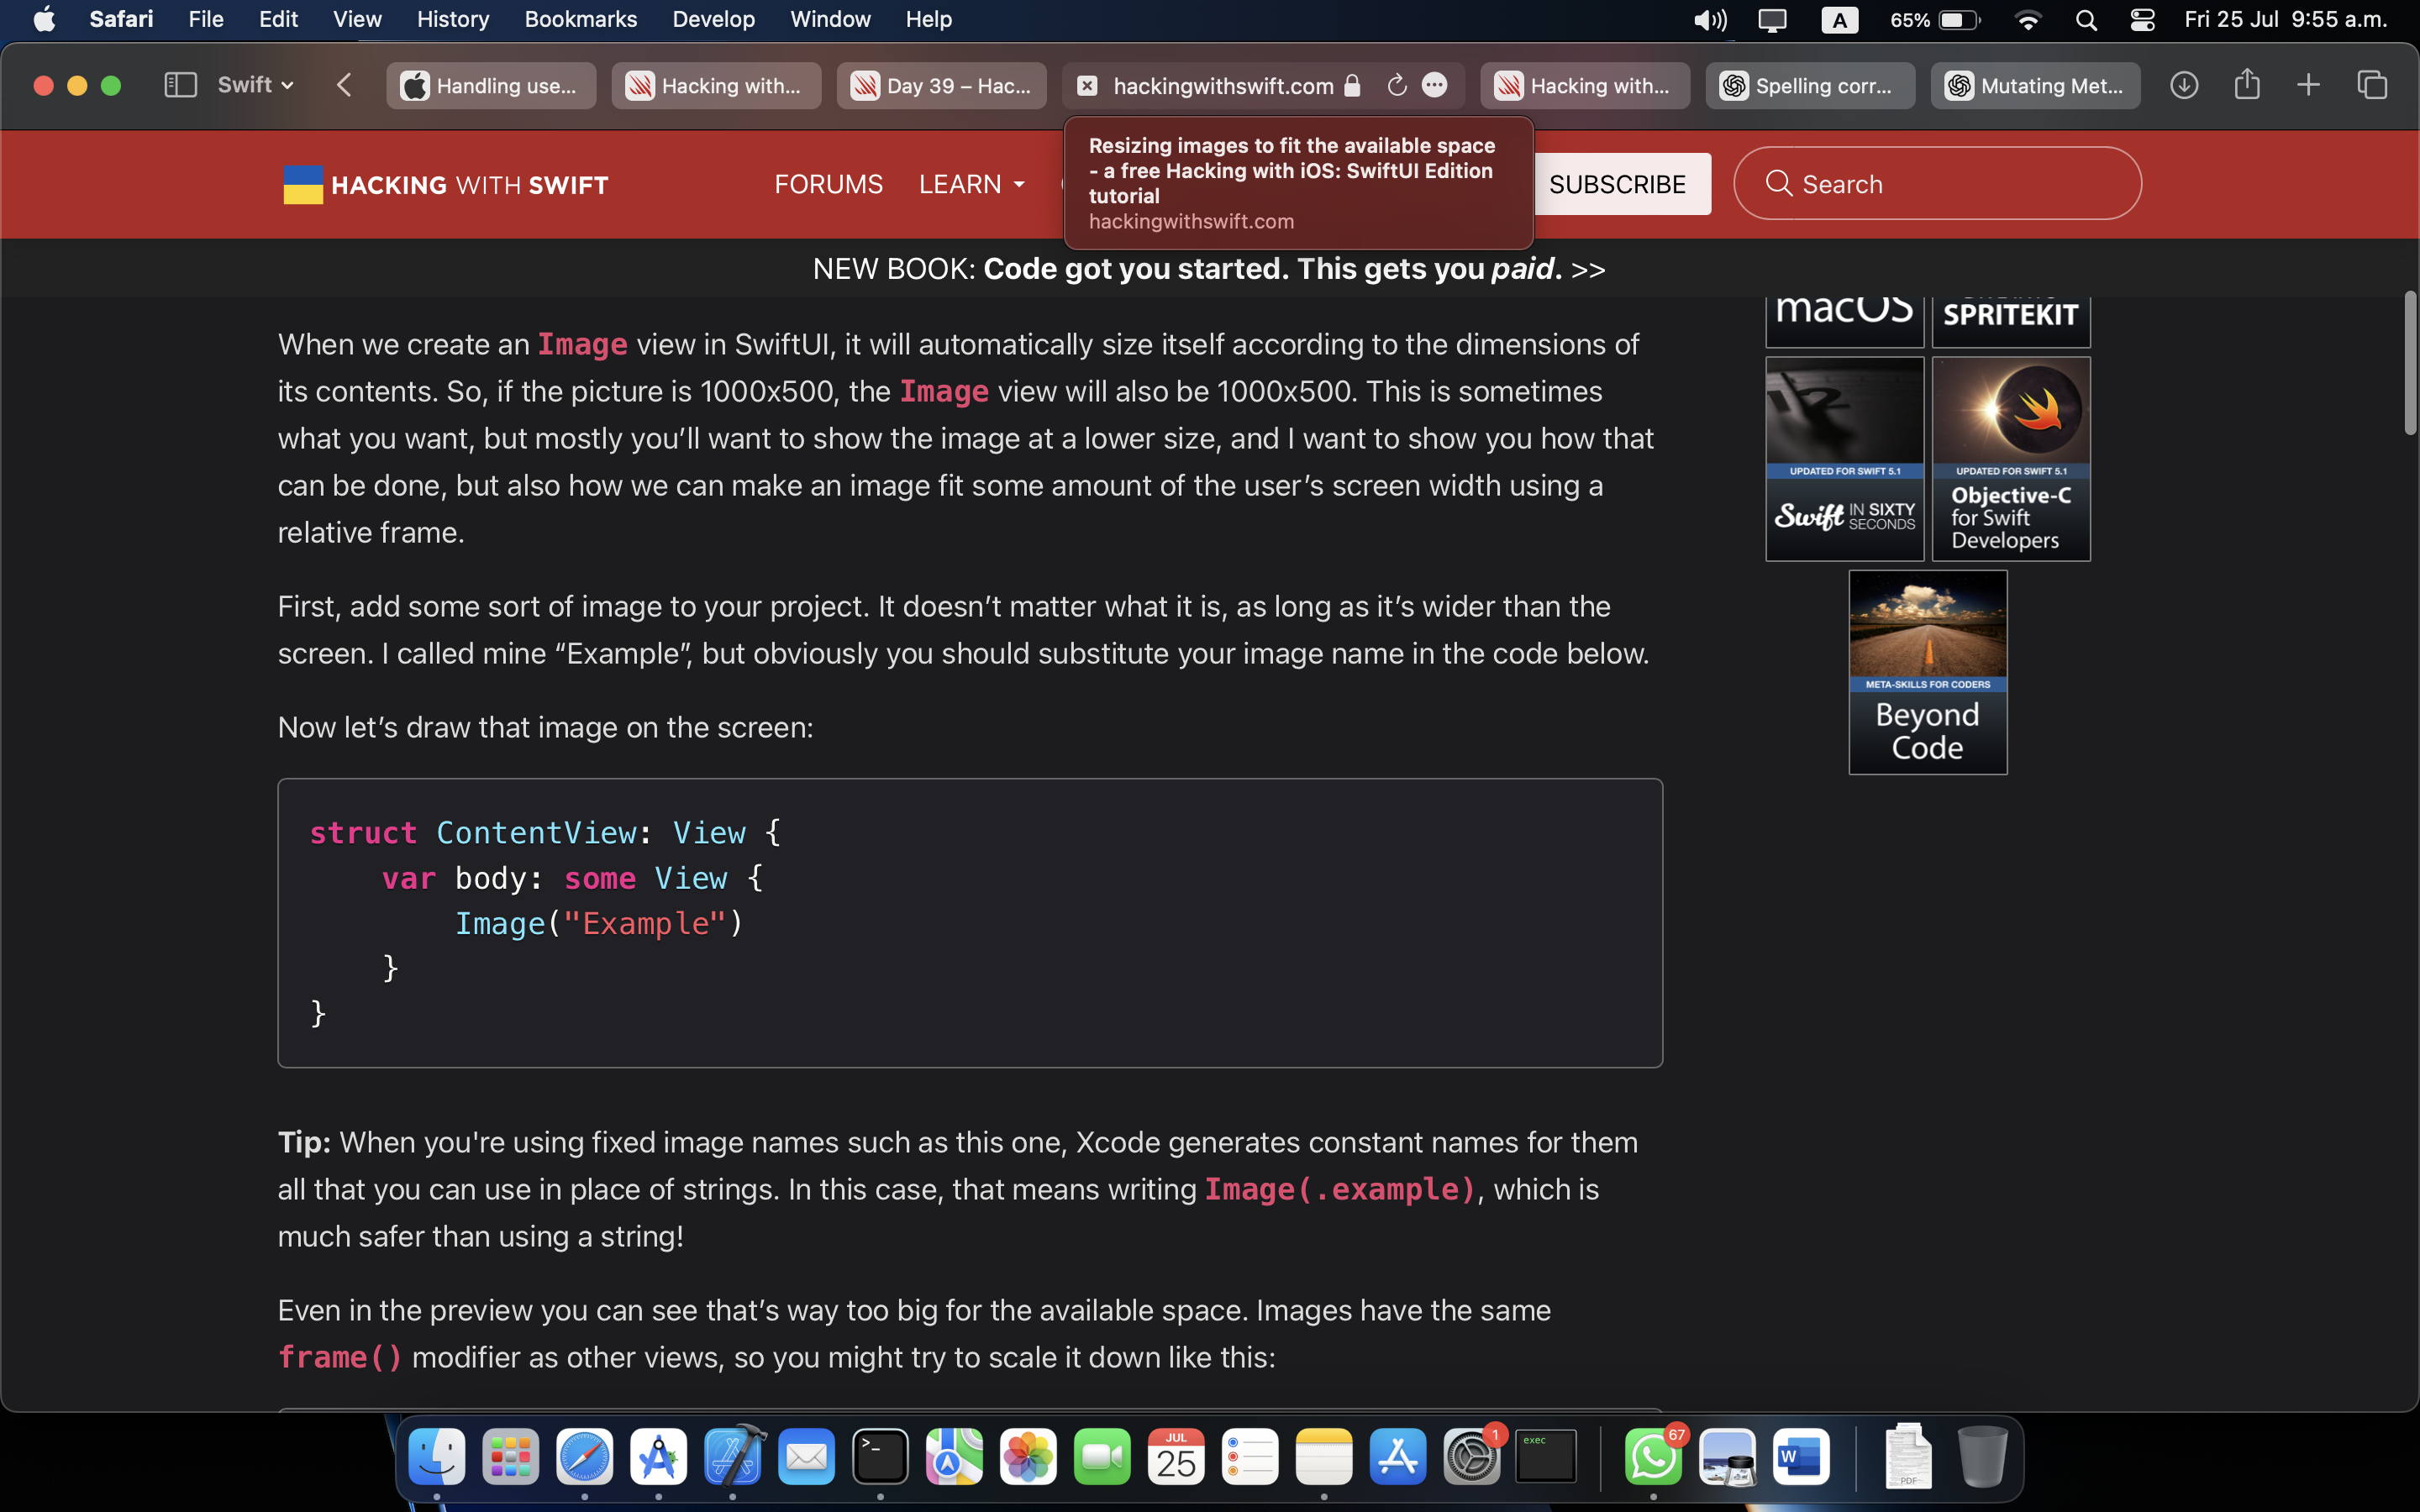 Safari File Edit View History Bookmarks Develop Window Help A 65% Fri 25 Jul 9:55 a.m.
Swift Handling use... Hacking with... Day 39 – Hac... hackingwithswift.com Hacking with... Spelling corr... Mutating Met...
Resizing images to fit the available space
- a free Hacking with iOS: SwiftUI Edition
tutorial
hackingwithswift.com
HACKING WITH SWIFT FORUMS LEARN SUBSCRIBE Search
NEW BOOK: Code got you started. This gets you paid. >>
When we create an Image view in SwiftUI, it will automatically size itself according to the dimensions of
its contents. So, if the picture is 1000x500, the Image view will also be 1000x500. This is sometimes
what you want, but mostly you’ll want to show the image at a lower size, and I want to show you how that
can be done, but also how we can make an image fit some amount of the user’s screen width using a
relative frame.
First, add some sort of image to your project. It doesn’t matter what it is, as long as it’s wider than the
screen. I called mine “Example”, but obviously you should substitute your image name in the code below.
Now let’s draw that image on the screen:
struct ContentView: View {
    var body: some View {
        Image("Example")
    }
}
Tip: When you're using fixed image names such as this one, Xcode generates constant names for them
all that you can use in place of strings. In this case, that means writing Image(.example), which is
much safer than using a string!
Even in the preview you can see that’s way too big for the available space. Images have the same
frame() modifier as other views, so you might try to scale it down like this:
macOS
SPRITEKIT
12
UPDATED FOR SWIFT 5.1
Swift IN SIXTY
SECONDS
UPDATED FOR SWIFT 5.1
Objective-C
for Swift
Developers
META-SKILLS FOR CODERS
Beyond
Code
>_
JUL
25
1
exec
67
W
PDF